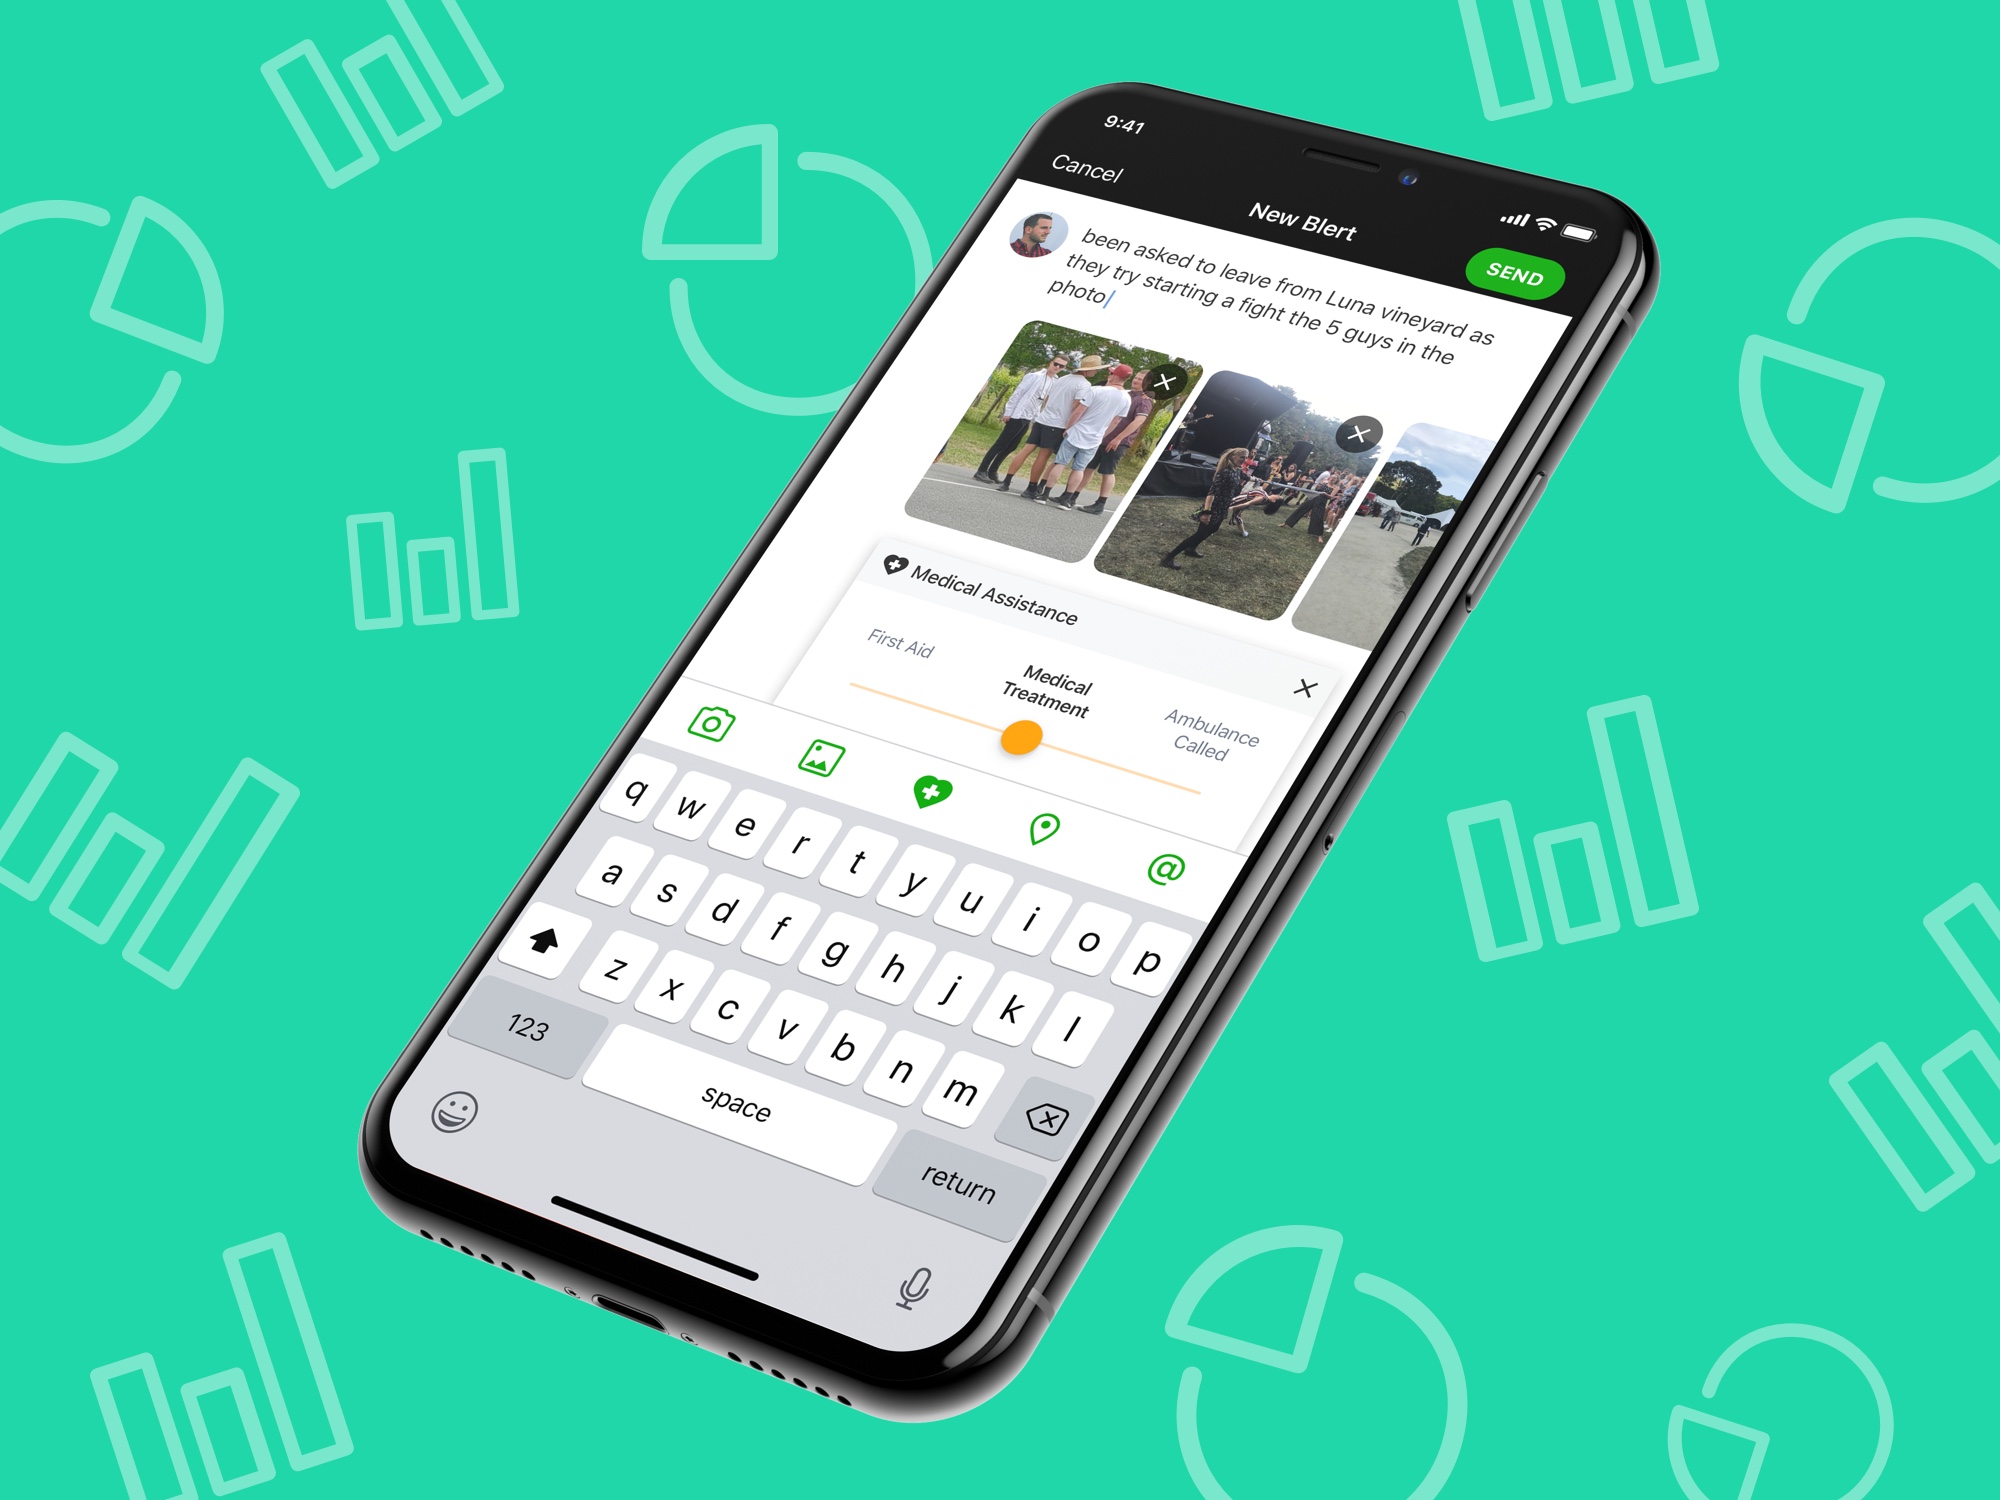 9:41
Cancel
New Blert
SEND
been asked to leave from Luna vineyard as
they try starting a fight the 5 guys in the
photo
Medical Assistance
First Aid
Medical
Treatment
Ambulance
Called
@
q w e r t y u i o p
a s d f g h j k l
z x c v b n m
123
space
return